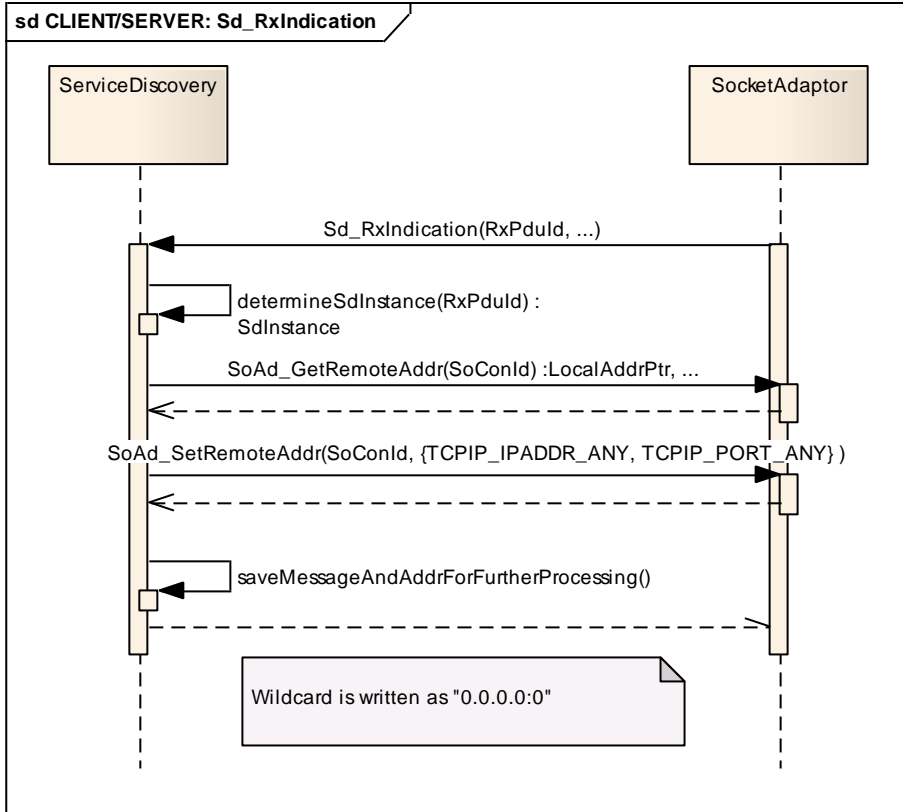 sd CLIENT/SERVER: Sd_RxIndication
ServiceDiscovery
SocketAdaptor
Sd_RxIndication(RxPduId, ...)
determineSdInstance(RxPduId) :
SdInstance
SoAd_GetRemoteAddr(SoConId) :LocalAddrPtr, ...
SoAd_SetRemoteAddr(SoConId, {TCPIP_IPADDR_ANY, TCPIP_PORT_ANY} )
saveMessageAndAddrForFurtherProcessing()
Wildcard is written as "0.0.0.0:0"